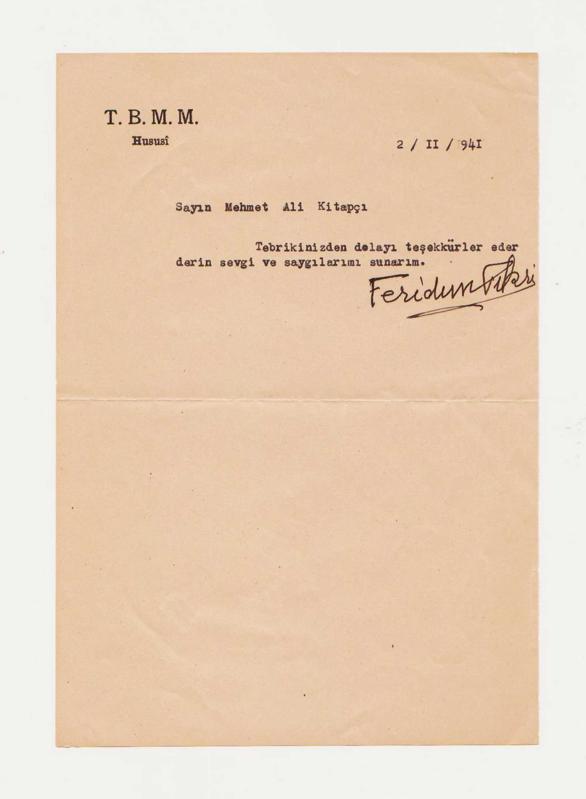 T. B. M. M.
Hususî
2 / II / 941
Sayın Mehmet Ali Kitapçı
Tebrikinizden dolayı teşekkürler eder
derin sevgi ve saygılarımı sunarım.
Feridun Fikri